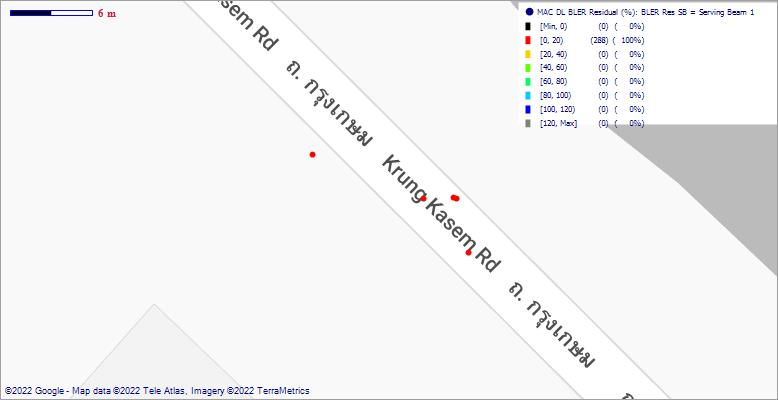 6 m
MAC DL BLER Residual (%): BLER Res SB = Serving Beam 1
[Min, 0) (0) ( 0%)
[0, 20) (288) ( 100%)
[20, 40) (0) ( 0%)
[40, 60) (0) ( 0%)
[60, 80) (0) ( 0%)
[80, 100) (0) ( 0%)
[100, 120) (0) ( 0%)
[120, Max] (0) ( 0%)
sem Rd
ถ. กรุงเกษม
Krung Kasem Rd
ถ. กรุงเกษม
©2022 Google - Map data ©2022 Tele Atlas, Imagery ©2022 TerraMetrics